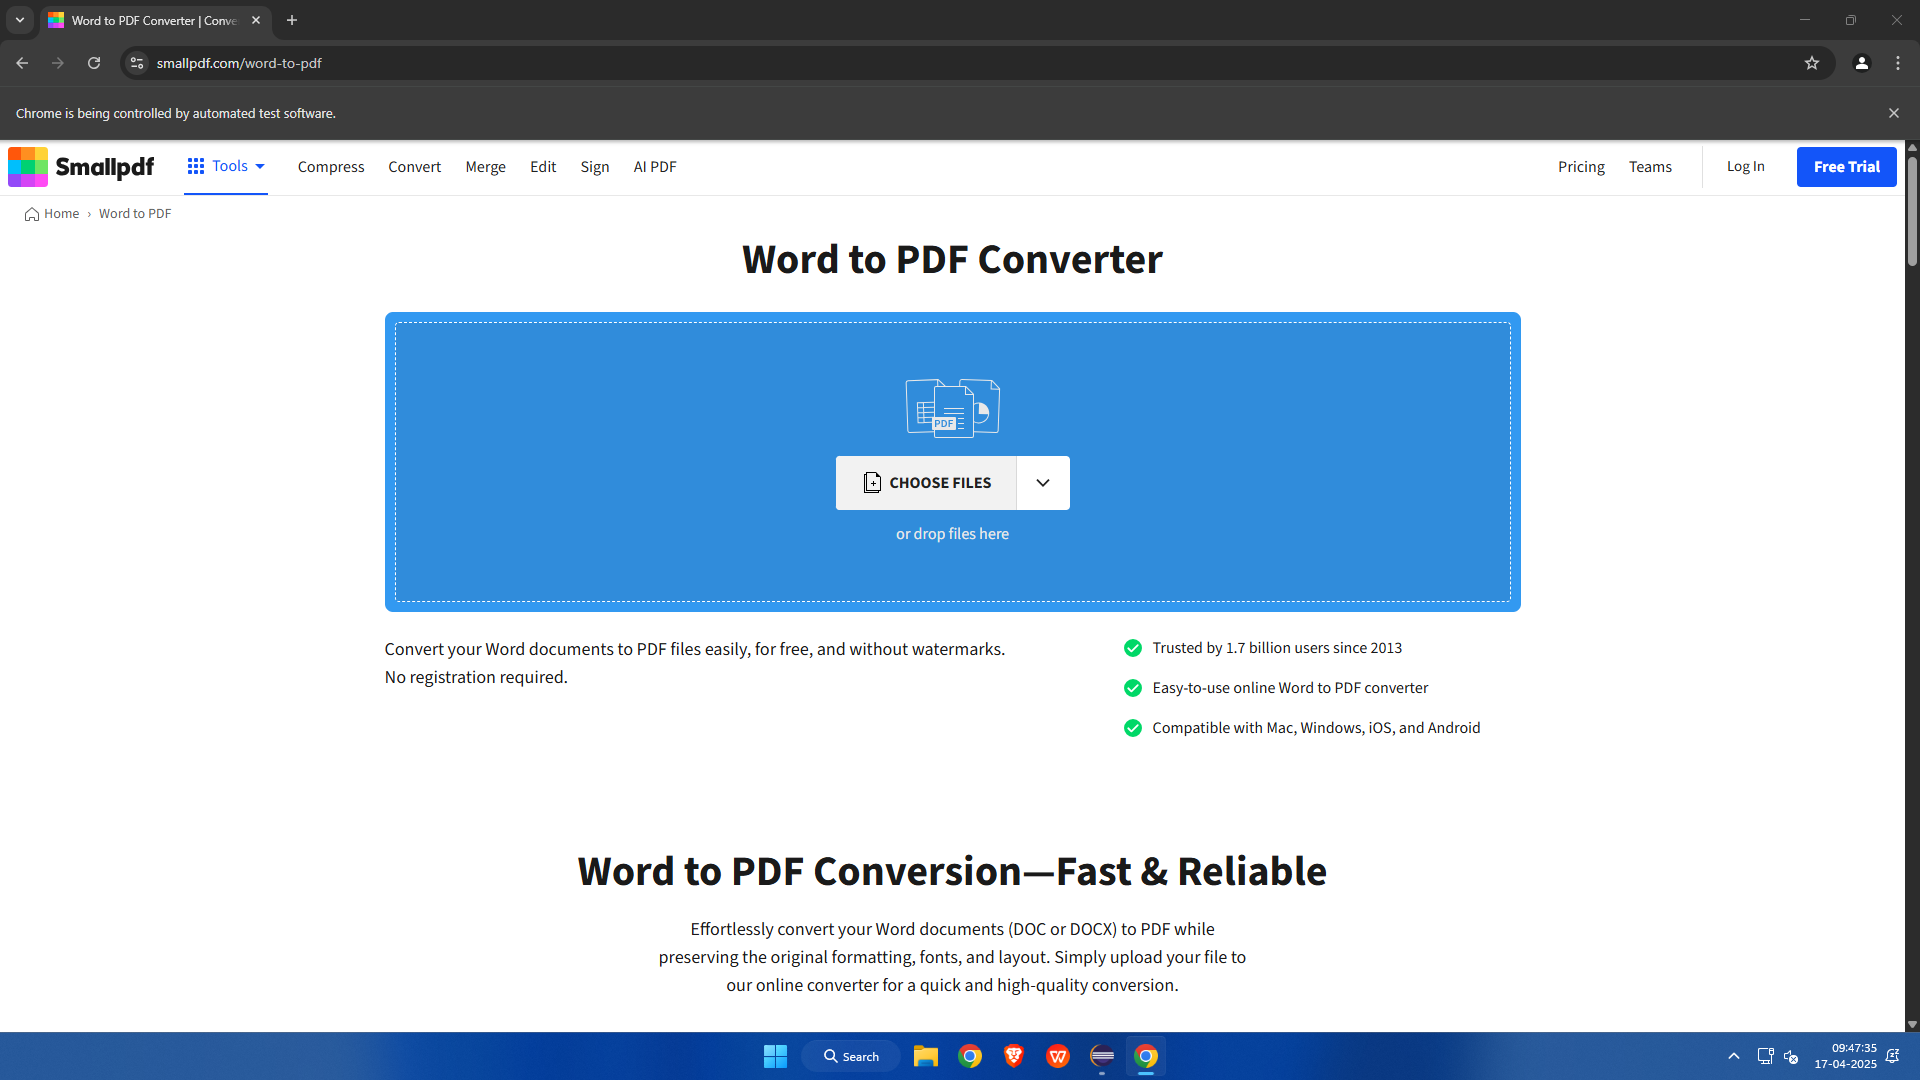 Word to PDF Converter | Conve
smallpdf.com/word-to-pdf
Chrome is being controlled by automated test software.
Smallpdf
Tools
Compress
Convert
Merge
Edit
Sign
AI PDF
Pricing
Teams
Log In
Free Trial
Home › Word to PDF
Word to PDF Converter
PDF
CHOOSE FILES
or drop files here
Convert your Word documents to PDF files easily, for free, and without watermarks.
No registration required.
Trusted by 1.7 billion users since 2013
Easy-to-use online Word to PDF converter
Compatible with Mac, Windows, iOS, and Android
Word to PDF Conversion—Fast & Reliable
Effortlessly convert your Word documents (DOC or DOCX) to PDF while
preserving the original formatting, fonts, and layout. Simply upload your file to
our online converter for a quick and high-quality conversion.
Search
09:47:35
17-04-2025